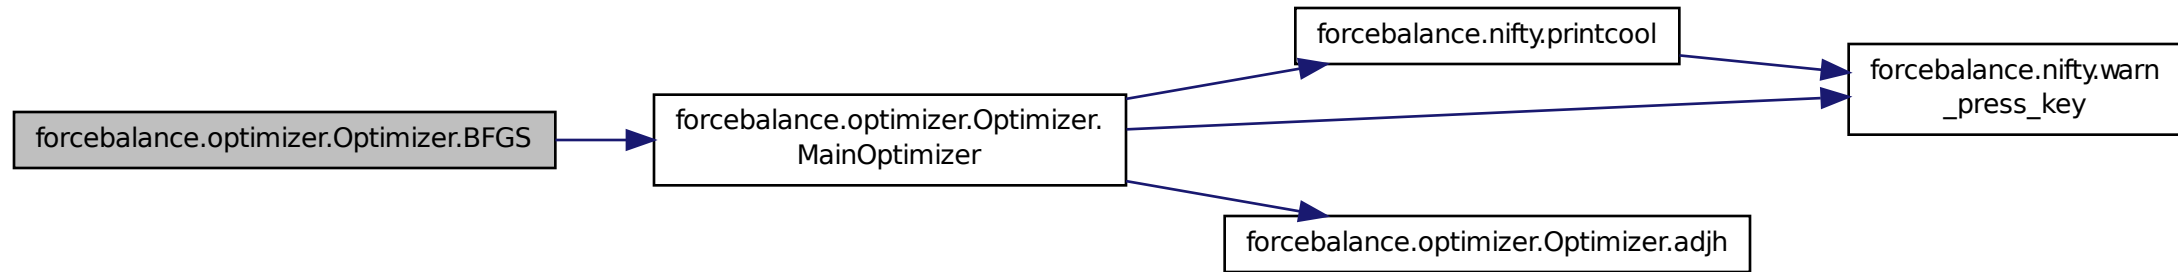 forcebalance.optimizer.Optimizer.BFGS
forcebalance.optimizer.Optimizer.
MainOptimizer
forcebalance.nifty.printcool
forcebalance.nifty.warn
_press_key
forcebalance.optimizer.Optimizer.adjh